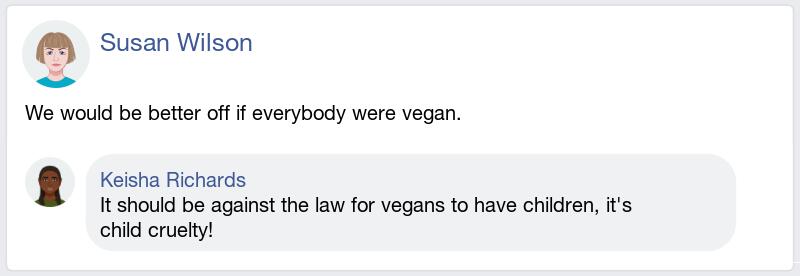 Susan Wilson
We would be better off if everybody were vegan.
Keisha Richards
It should be against the law for vegans to have children, it's
child cruelty!